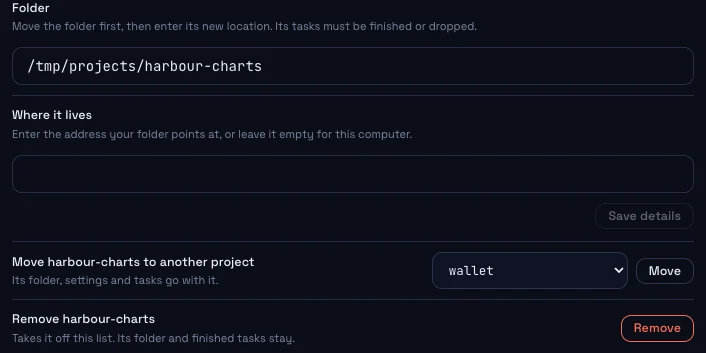 Folder
Move the folder first, then enter its new location. Its tasks must be finished or dropped.
/tmp/projects/harbour-charts
Where it lives
Enter the address your folder points at, or leave it empty for this computer.
Save details
Move harbour-charts to another project
Its folder, settings and tasks go with it.
wallet
Move
Remove harbour-charts
Takes it off this list. Its folder and finished tasks stay.
Remove